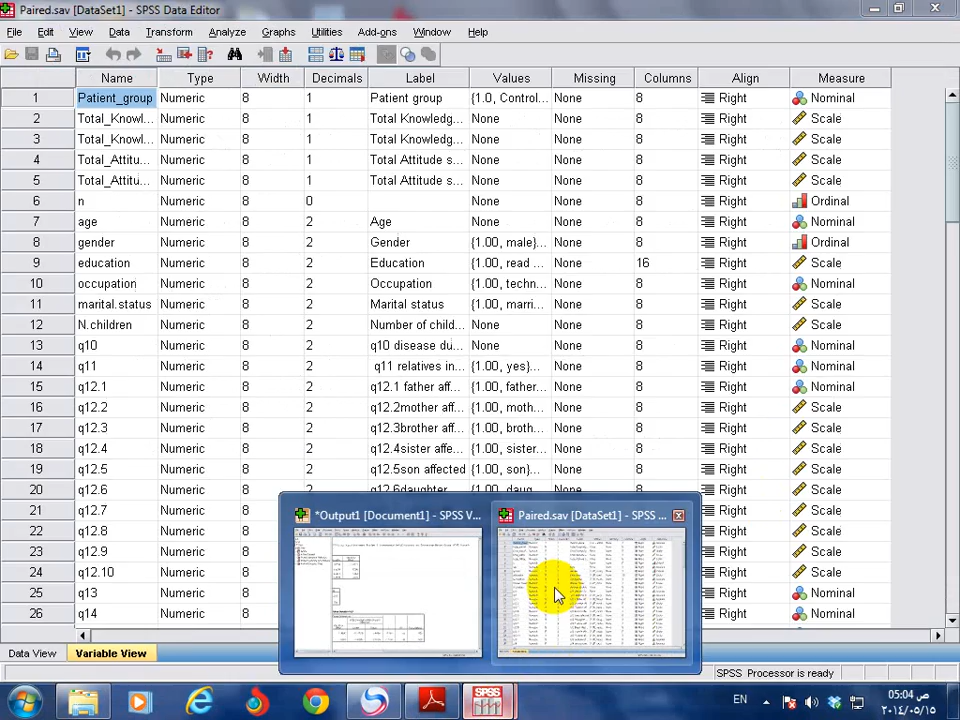 Paired.sav [DataSet1] - SPSS Data Editor
File Edit View Data Transform Analyze Graphs Utilities Add-ons Window Help
Name Type Width Decimals Label Values Missing Columns Align Measure
1 Patient_group Numeric 8 1 Patient group {1.0, Control... None 8 Right Nominal
2 Total_Knowl... Numeric 8 1 Total Knowledg... None None 8 Right Scale
3 Total_Knowl... Numeric 8 1 Total Knowledg... None None 8 Right Scale
4 Total_Attitu... Numeric 8 1 Total Attitude s... None None 8 Right Scale
5 Total_Attitu... Numeric 8 1 Total Attitude s... None None 8 Right Scale
6 n Numeric 8 0 None None 8 Right Ordinal
7 age Numeric 8 2 Age None None 8 Right Nominal
8 gender Numeric 8 2 Gender {1.00, male}... None 8 Right Ordinal
9 education Numeric 8 2 Education {1.00, read ... None 16 Right Scale
10 occupation Numeric 8 2 Occupation {1.00, techn... None 8 Right Nominal
11 marital.status Numeric 8 2 Marital status {1.00, marri... None 8 Right Scale
12 N.children Numeric 8 2 Number of child... None None 8 Right Scale
13 q10 Numeric 8 2 q10 disease du... None None 8 Right Nominal
14 q11 Numeric 8 2 q11 relatives in... {1.00, yes}... None 8 Right Nominal
15 q12.1 Numeric 8 2 q12.1 father aff... {1.00, father... None 8 Right Nominal
16 q12.2 Numeric 8 2 q12.2mother aff... {1.00, moth... None 8 Right Scale
17 q12.3 Numeric 8 2 q12.3brother aff... {1.00, broth... None 8 Right Scale
18 q12.4 Numeric 8 2 q12.4sister affe... {1.00, sister... None 8 Right Scale
19 q12.5 Numeric 8 2 q12.5son affected {1.00, son}... None 8 Right Scale
20 q12.6 Numeric 8 2 q12.6daughter {1.00, daug... None 8 Right Scale
21 q12.7 Numeric 8 Right Scale
22 q12.8 Numeric 8 Right Scale
23 q12.9 Numeric 8 Right Scale
24 q12.10 Numeric 8 Right Scale
25 q13 Numeric 8 Right Nominal
26 q14 Numeric 8 Right Nominal
*Output1 [Document1] - SPSS V... Paired.sav [DataSet1] - SPSS ...
Data View Variable View
SPSS Processor is ready
SPSS
EN
05:04 ص
٢٠١٤/٠٥/١٥